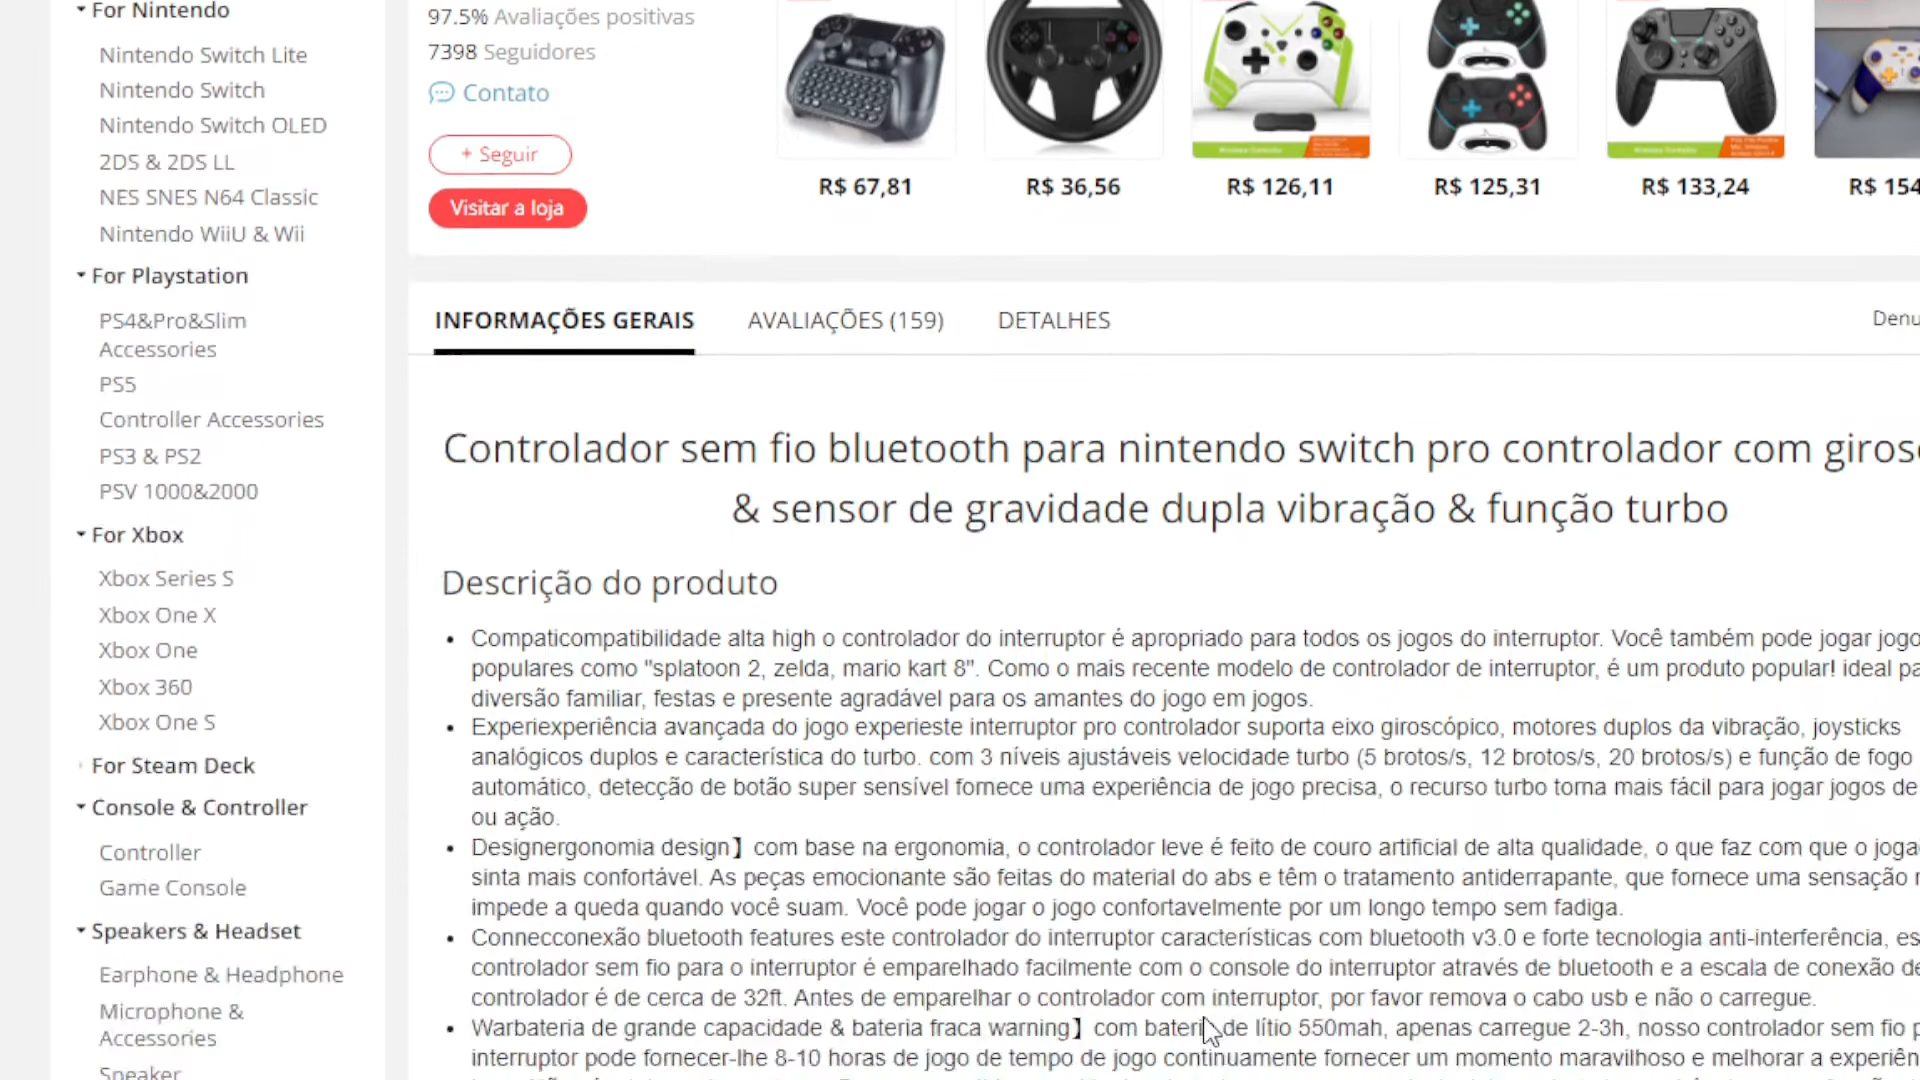 For Nintendo
Nintendo Switch Lite
Nintendo Switch
Nintendo Switch OLED
2DS & 2DS LL
NES SNES N64 Classic
Nintendo WiiU & Wii
For Playstation
PS4&Pro&Slim
Accessories
PS5
Controller Accessories
PS3 & PS2
PSV 1000&2000
For Xbox
Xbox Series S
Xbox One X
Xbox One
Xbox 360
Xbox One S
For Steam Deck
Console & Controller
Controller
Game Console
Speakers & Headset
Earphone & Headphone
Microphone &
Accessories
Speaker
97.5% Avaliações positivas
7398 Seguidores
Contato
+ Seguir
Visitar a loja
R$ 67,81
R$ 36,56
R$ 126,11
R$ 125,31
R$ 133,24
R$ 154
INFORMAÇÕES GERAIS
AVALIAÇÕES (159)
DETALHES
Denu
Controlador sem fio bluetooth para nintendo switch pro controlador com giros
& sensor de gravidade dupla vibração & função turbo
Descrição do produto
• Compaticompatibilidade alta high o controlador do interruptor é apropriado para todos os jogos do interruptor. Você também pode jogar jogo
populares como "splatoon 2, zelda, mario kart 8". Como o mais recente modelo de controlador de interruptor, é um produto popular! ideal pa
diversão familiar, festas e presente agradável para os amantes do jogo em jogos.
• Experiexperiência avançada do jogo experieste interruptor pro controlador suporta eixo giroscópico, motores duplos da vibração, joysticks
analógicos duplos e característica do turbo. com 3 níveis ajustáveis velocidade turbo (5 brotos/s, 12 brotos/s, 20 brotos/s) e função de fogo
automático, detecção de botão super sensível fornece uma experiência de jogo precisa, o recurso turbo torna mais fácil para jogar jogos de
ou ação.
• Designergonomia design】com base na ergonomia, o controlador leve é feito de couro artificial de alta qualidade, o que faz com que o joga
sinta mais confortável. As peças emocionante são feitas do material do abs e têm o tratamento antiderrapante, que fornece uma sensação
impede a queda quando você suam. Você pode jogar o jogo confortavelmente por um longo tempo sem fadiga.
• Connecconexão bluetooth features este controlador do interruptor características com bluetooth v3.0 e forte tecnologia anti-interferência, es
controlador sem fio para o interruptor é emparelhado facilmente com o console do interruptor através de bluetooth e a escala de conexão de
controlador é de cerca de 32ft. Antes de emparelhar o controlador com interruptor, por favor remova o cabo usb e não o carregue.
• Warbateria de grande capacidade & bateria fraca warning】com bateria de lítio 550mah, apenas carregue 2-3h, nosso controlador sem fio p
interruptor pode fornecer-lhe 8-10 horas de jogo de tempo de jogo continuamente fornecer um momento maravilhoso e melhorar a experiên